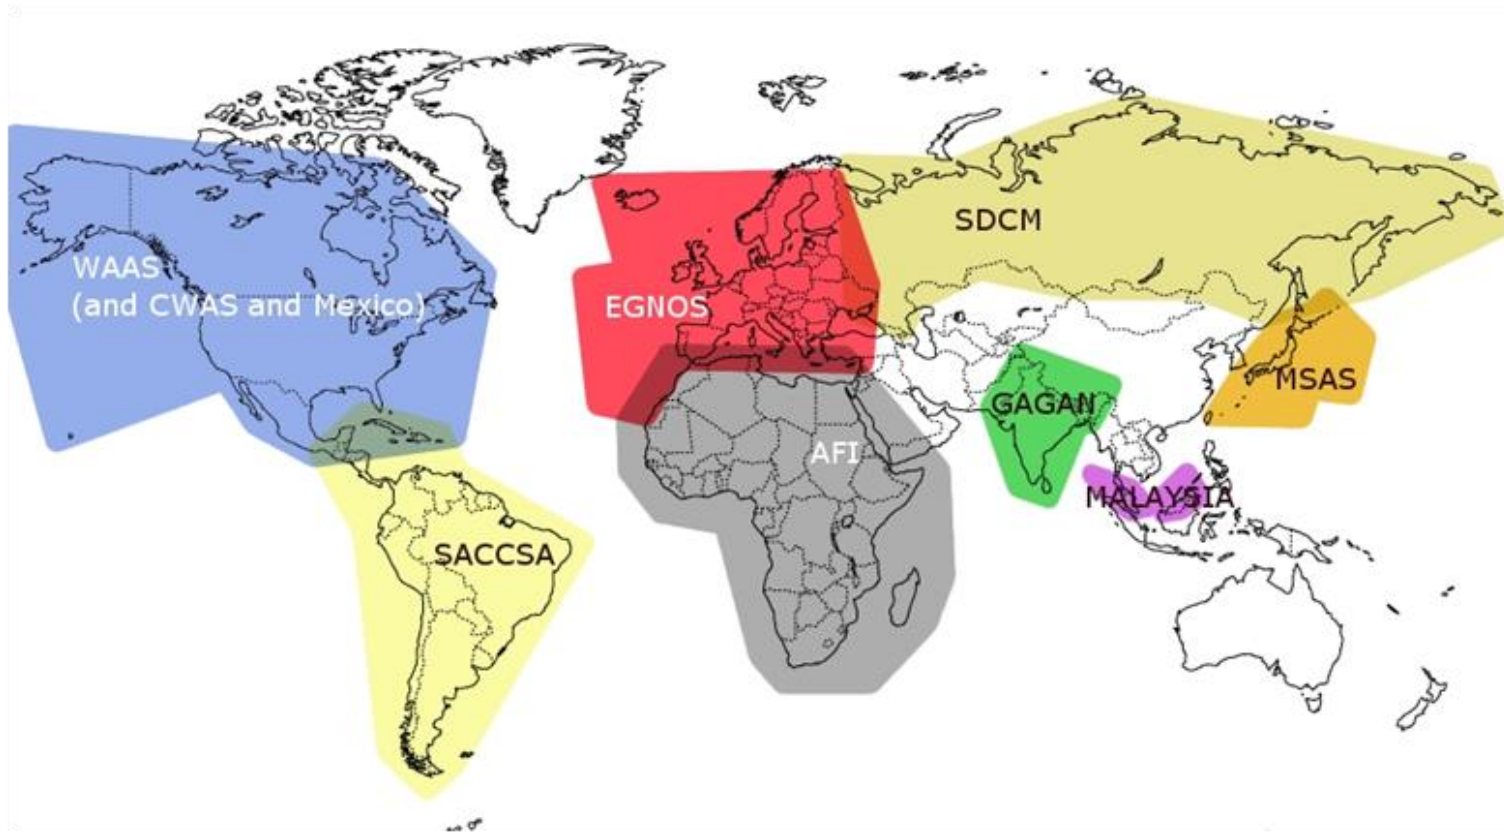 SDCM
WAAS
(and CWAS and Mexico)
EGNOS
MSAS
GAGAN
AFI
MALAYSIA
SACCSA